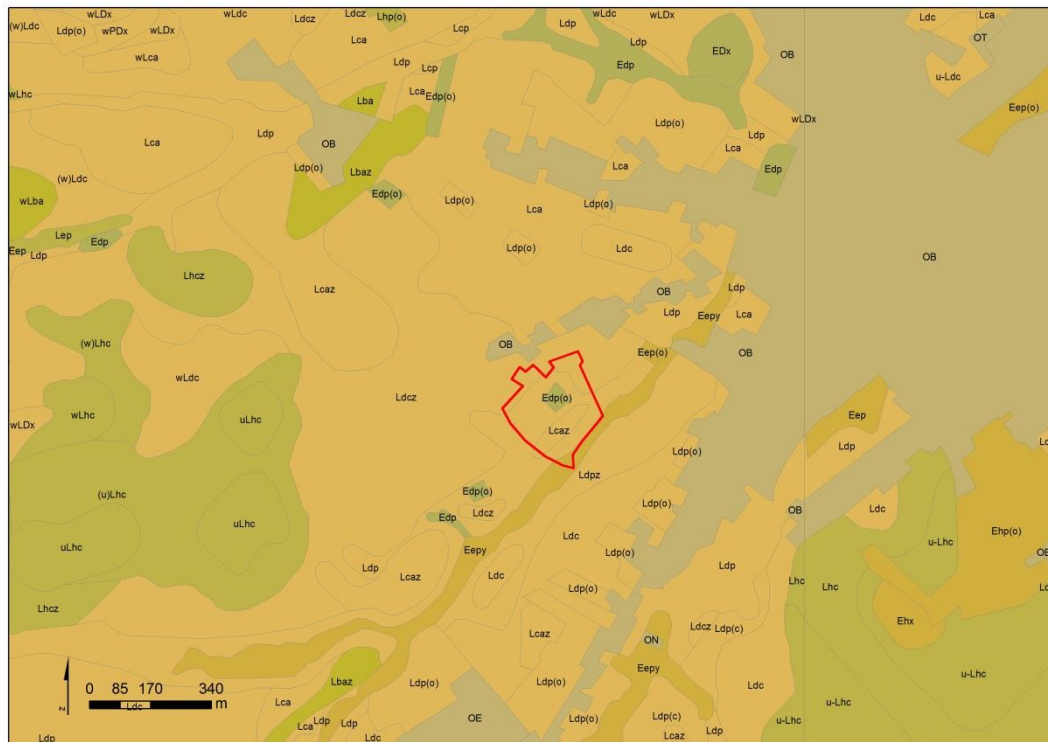 (w)Ldc
wLDx
wPDx
wLDx
Ldp(o)
wLca
wLdc
Ldcz
Ldcz
Lhp(o)
Lca
Lcp
Ldp
wLdc
wLDx
Ldp
EDx
OB
Ldc
Lca
OT
u-Ldc
Ldp
Lcp
Edp
wLhc
Lba
Lca
Edp(o)
Eep(o)
Lca
Ldp
OB
Ldp(o)
wLDx
Ldp
Lca
Ldp(o)
Lbaz
Lca
Edp
(w)Ldc
wLba
Edp(o)
Ldp(o)
Lca
Ldp(o)
Lep
Edp
Eep
Ldp
Ldp(o)
Ldc
OB
Lhcz
Lcaz
OB
Ldp
Eepy
Ldp
Lca
(w)Lhc
OB
Eep(o)
OB
wLdc
Ldcz
Edp(o)
wLhc
uLhc
wLDx
Lcaz
Eep
Ldp
Ldp(o)
Ldpz
(u)Lhc
Edp(o)
Ldp(o)
Ldcz
Edp
OB
Ldc
u-Lhc
Ehp(o)
uLhc
uLhc
Ldc
Eepy
Ldp(o)
OB
Ldp
Lcaz
Ldc
Ldp
Lhc
Lhc
Lhcz
Ldp(o)
Ehx
Lcaz
ON
Ldcz
Ldp(c)
Eepy
u-Lhc
Lbaz
Ldp(o)
Ldp(o)
Ldc
0 85 170 340
m
z
Ldc
Lca
Lca
Ldp
Ldp
Ldc
OE
Ldp(o)
Ldp(c)
Lcaz
u-Lhc
u-Lhc
Ldp